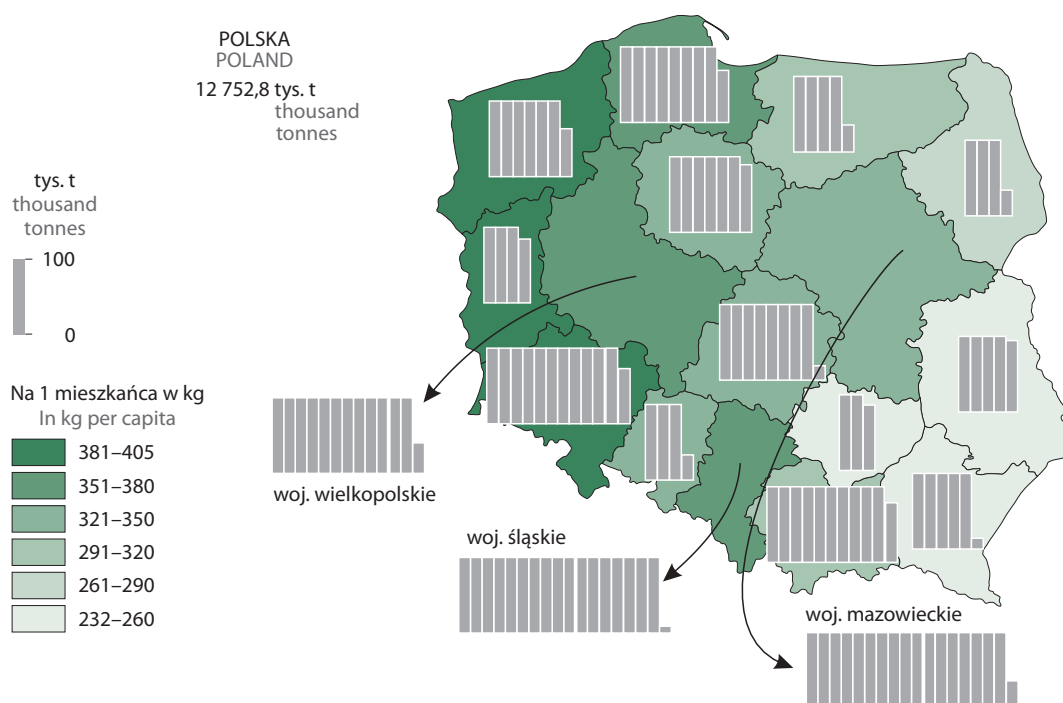 POLSKA
POLAND
12 752,8 tys. t
thousand
tonnes
tys. t
thousand
tonnes
100
0
Na 1 mieszkańca w kg
In kg per capita
381–405
351–380
321–350
291–320
261–290
232–260
woj. wielkopolskie
woj. śląskie
woj. mazowieckie